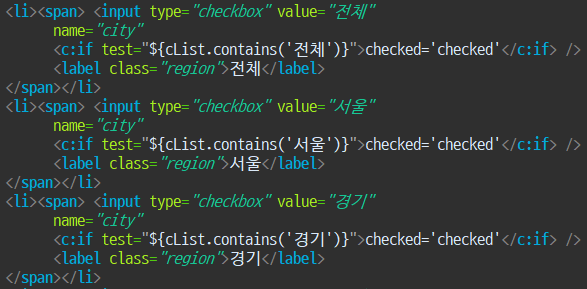 <li><span> <input type="checkbox" value="전체"
name="city"
<c:if test="${cList.contains('전체')}">checked='checked'</c:if> />
<label class="region">전체</label>
</span></li>
<li><span> <input type="checkbox" value="서울"
name="city"
<c:if test="${cList.contains('서울')}">checked='checked'</c:if> />
<label class="region">서울</label>
</span></li>
<li><span> <input type="checkbox" value="경기"
name="city"
<c:if test="${cList.contains('경기')}">checked='checked'</c:if> />
<label class="region">경기</label>
</span></li>